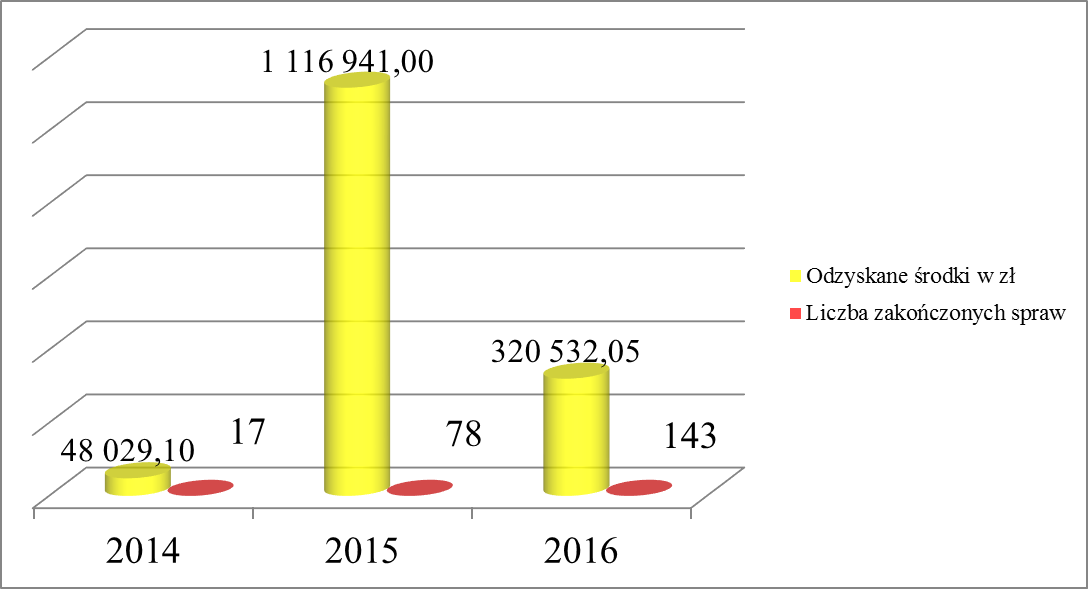 1 116 941,00
Odzyskane środki w zł
Liczba zakończonych spraw
320 532,05
48 029,10
17
78
143
2014
2015
2016